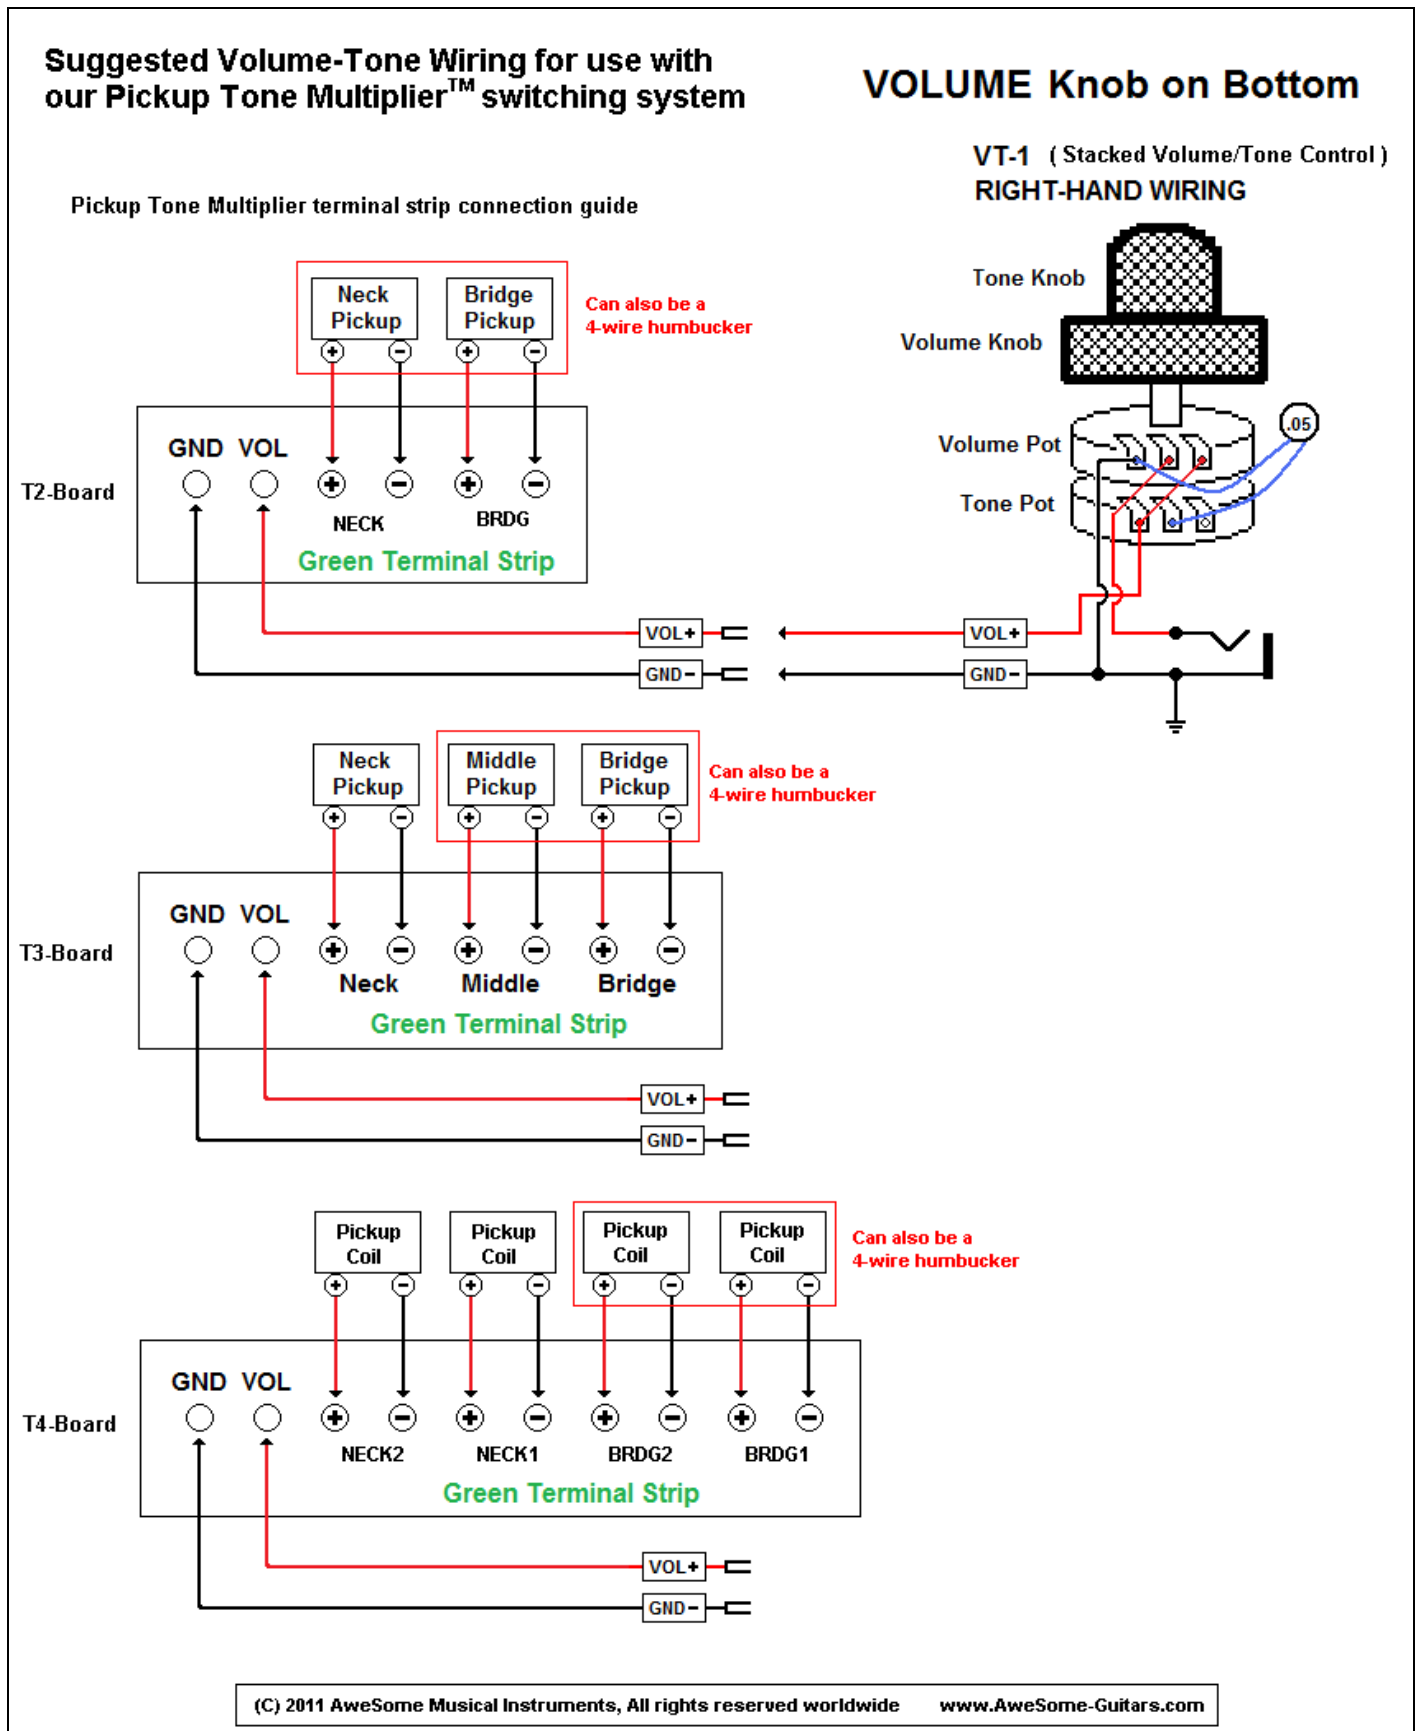 Suggested Volume-Tone Wiring for use with
our Pickup Tone Multiplier™ switching system
VOLUME Knob on Bottom
VT-1 ( Stacked Volume/Tone Control )
RIGHT-HAND WIRING
Pickup Tone Multiplier terminal strip connection guide
Tone Knob
Volume Knob
Volume Pot
Tone Pot
.05
Neck
Pickup
Bridge
Pickup
Can also be a
4-wire humbucker
+ − + −
GND VOL
T2-Board
+ − + −
NECK
BRDG
Green Terminal Strip
VOL+
VOL+
GND−
GND−
Neck
Pickup
Middle
Pickup
Bridge
Pickup
Can also be a
4-wire humbucker
+ − + − + −
GND VOL
T3-Board
+ − + − + −
Neck
Middle
Bridge
Green Terminal Strip
VOL+
GND−
Pickup
Coil
Pickup
Coil
Pickup
Coil
Pickup
Coil
Can also be a
4-wire humbucker
+ − + − + − + −
GND VOL
T4-Board
+ − + − + − + −
NECK2
NECK1
BRDG2
BRDG1
Green Terminal Strip
VOL+
GND−
(C) 2011 AweSome Musical Instruments, All rights reserved worldwide www.AweSome-Guitars.com